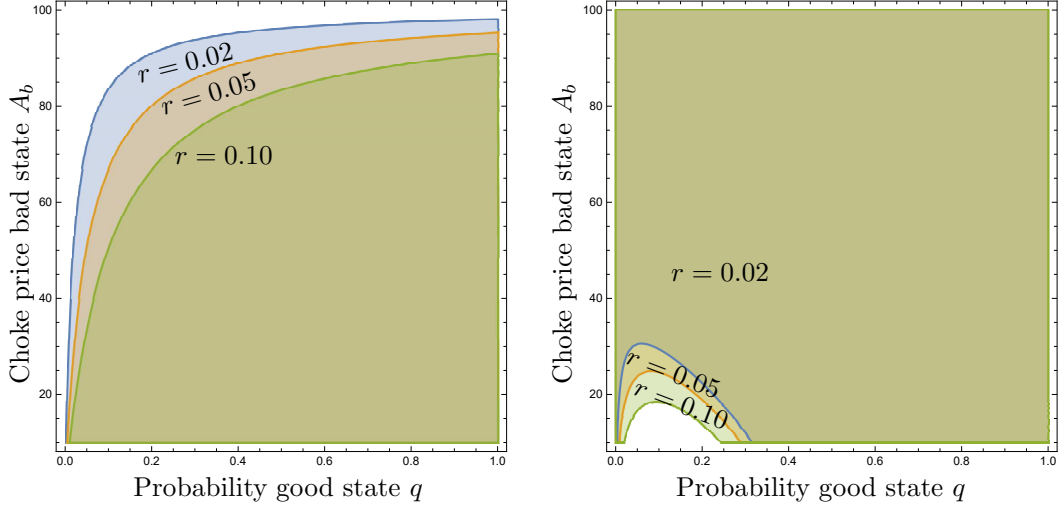 100
80
60
40
20
0.0 0.2 0.4 0.6 0.8 1.0
Choke price bad state A_b
Probability good state q
r = 0.02
r = 0.05
r = 0.10
100
80
60
40
20
0.0 0.2 0.4 0.6 0.8 1.0
Choke price bad state A_b
Probability good state q
r = 0.02
r = 0.05
r = 0.10